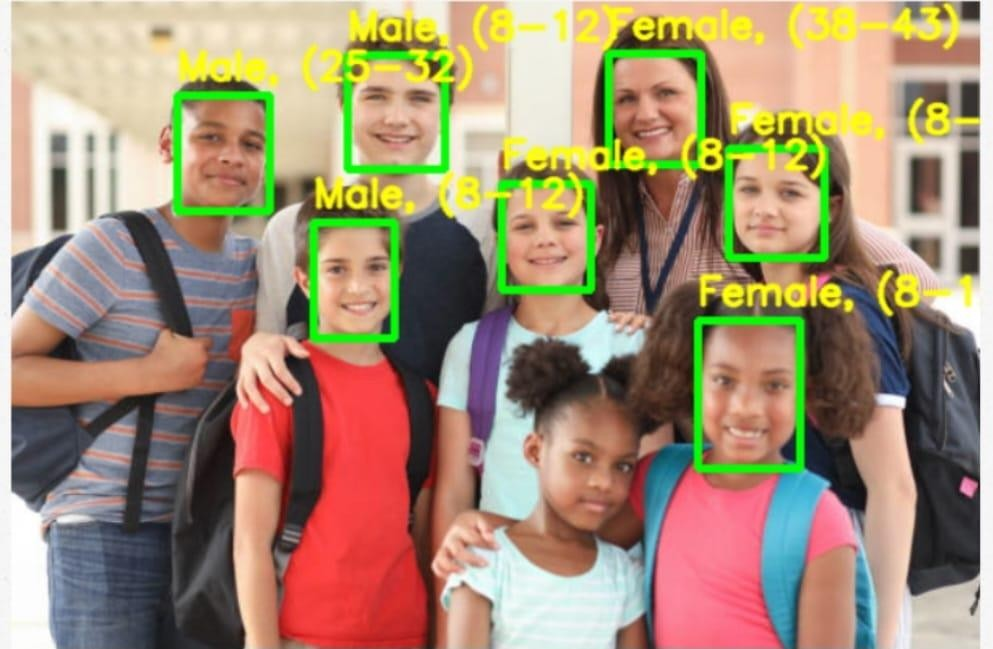 Male, (8-12)
Female, (38-43)
Male, (25-32)
Female, (8-
Female, (8-12)
Male, (8-12)
Female, (8-1